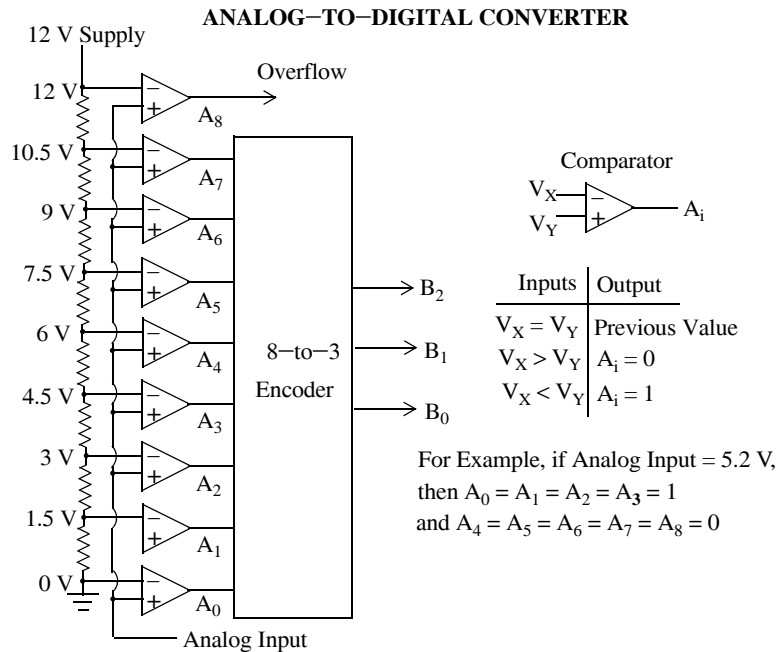 ANALOG−TO−DIGITAL CONVERTER
12 V Supply
Overflow
12 V
−
+
A8
10.5 V
−
+
A7
9 V
−
+
A6
7.5 V
−
+
A5
6 V
−
+
A4
4.5 V
−
+
A3
3 V
−
+
A2
1.5 V
−
+
A1
0 V
−
+
A0
Analog Input
8−to−3
Encoder
B2
B1
B0
Comparator
VX
−
VY
+
Ai
Inputs Output
VX = VY Previous Value
VX > VY Ai = 0
VX < VY Ai = 1
For Example, if Analog Input = 5.2 V,
then A0 = A1 = A2 = A3 = 1
and A4 = A5 = A6 = A7 = A8 = 0